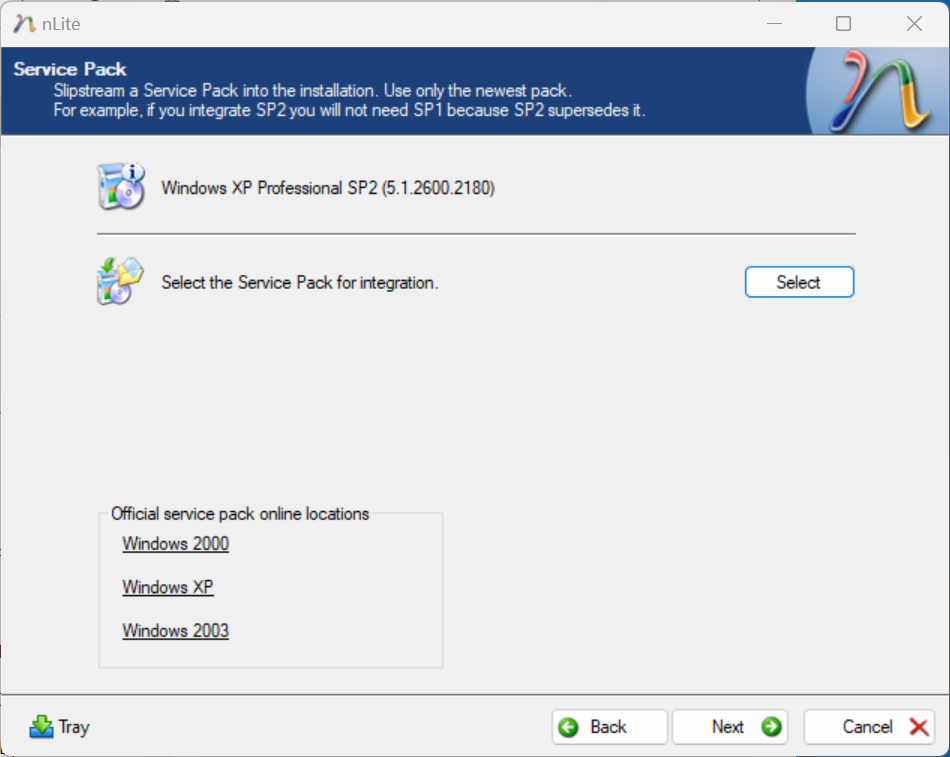 nLite
Service Pack
Slipstream a Service Pack into the installation. Use only the newest pack.
For example, if you integrate SP2 you will not need SP1 because SP2 supersedes it.
Windows XP Professional SP2 (5.1.2600.2180)
Select the Service Pack for integration.
Select
Official service pack online locations
Windows 2000
Windows XP
Windows 2003
Tray
Back
Next
Cancel